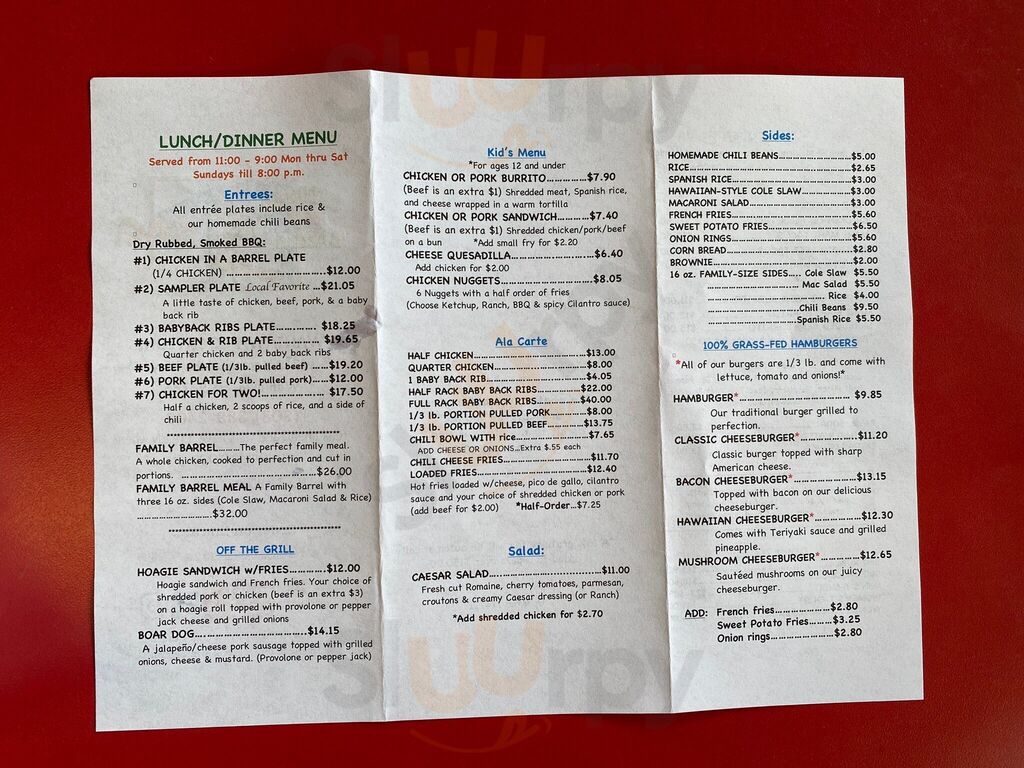 LUNCH/DINNER MENU
Served from 11:00 - 9:00 Mon thru Sat
Sundays till 8:00 p.m.
Entrees:
All entrée plates include rice &
our homemade chili beans
Dry Rubbed, Smoked BBQ:
#1) CHICKEN IN A BARREL PLATE
(1/4 CHICKEN) ..............................$12.00
#2) SAMPLER PLATE Local Favorite ...$21.05
A little taste of chicken, beef, pork, & a baby
back rib
#3) BABYBACK RIBS PLATE............ $18.25
#4) CHICKEN & RIB PLATE............. $19.65
Quarter chicken and 2 baby back ribs
#5) BEEF PLATE (1/3lb. pulled beef) ...$19.20
#6) PORK PLATE (1/3lb. pulled pork).....$12.00
#7) CHICKEN FOR TWO!................... $17.50
Half a chicken, 2 scoops of rice, and a side of
chili
**********************************************
FAMILY BARREL.........The perfect family meal.
A whole chicken, cooked to perfection and cut in
portions. ..........................................$26.00
FAMILY BARREL MEAL A Family Barrel with
three 16 oz. sides (Cole Slaw, Macaroni Salad & Rice)
........................$32.00
**********************************************
OFF THE GRILL
HOAGIE SANDWICH w/FRIES............$12.00
Hoagie sandwich and French fries. Your choice of
shredded pork or chicken (beef is an extra $3)
on a hoagie roll topped with provolone or pepper
jack cheese and grilled onions
BOAR DOG................................$14.15
A jalapeño/cheese pork sausage topped with grilled
onions, cheese & mustard. (Provolone or pepper jack)
Kid's Menu
*For ages 12 and under
CHICKEN OR PORK BURRITO............$7.90
(Beef is an extra $1) Shredded meat, Spanish rice,
and cheese wrapped in a warm tortilla
CHICKEN OR PORK SANDWICH............$7.40
(Beef is an extra $1) Shredded chicken/pork/beef
on a bun *Add small fry for $2.20
CHEESE QUESADILLA........................$6.40
Add chicken for $2.00
CHICKEN NUGGETS........................$8.05
6 Nuggets with a half order of fries
(Choose Ketchup, Ranch, BBQ & spicy Cilantro sauce)
Ala Carte
HALF CHICKEN..............................$13.00
QUARTER CHICKEN.........................$8.00
1 BABY BACK RIB..........................$4.05
HALF RACK BABY BACK RIBS............$22.00
FULL RACK BABY BACK RIBS............$40.00
1/3 lb. PORTION PULLED PORK.........$8.00
1/3 lb. PORTION PULLED BEEF.........$13.75
CHILI BOWL WITH rice..................$7.65
ADD CHEESE OR ONIONS...Extra $.55 each
CHILI CHEESE FRIES.......................$11.70
LOADED FRIES..............................$12.40
Hot fries loaded w/cheese, pico de gallo, cilantro
sauce and your choice of shredded chicken or pork
(add beef for $2.00) *Half-Order...$7.25
Salad:
CAESAR SALAD..............................$11.00
Fresh cut Romaine, cherry tomatoes, parmesan,
croutons & creamy Caesar dressing (or Ranch)
*Add shredded chicken for $2.70
Sides:
HOMEMADE CHILI BEANS.....................$5.00
RICE..........................................$2.65
SPANISH RICE................................$3.00
HAWAIIAN-STYLE COLE SLAW...............$3.00
MACARONI SALAD............................$3.00
FRENCH FRIES................................$5.60
SWEET POTATO FRIES........................$6.50
ONION RINGS................................$5.60
CORN BREAD..................................$2.80
BROWNIE.....................................$2.00
16 oz. FAMILY-SIZE SIDES..... Cole Slaw $5.50
........................ Mac Salad $5.50
.............................. Rice $4.00
........................Chili Beans $9.50
........................Spanish Rice $5.50
100% GRASS-FED HAMBURGERS
*All of our burgers are 1/3 lb. and come with
lettuce, tomato and onions!*
HAMBURGER*.............................. $9.85
Our traditional burger grilled to
perfection.
CLASSIC CHEESEBURGER*..................$11.20
Classic burger topped with sharp
American cheese.
BACON CHEESEBURGER*..................$13.15
Topped with bacon on our delicious
cheeseburger.
HAWAIIAN CHEESEBURGER*...............$12.30
Comes with Teriyaki sauce and grilled
pineapple.
MUSHROOM CHEESEBURGER*...............$12.65
Sautéed mushrooms on our juicy
cheeseburger.
ADD: French fries.....................$2.80
Sweet Potato Fries.........$3.25
Onion rings.....................$2.80
Sluurpy
Sluurpy